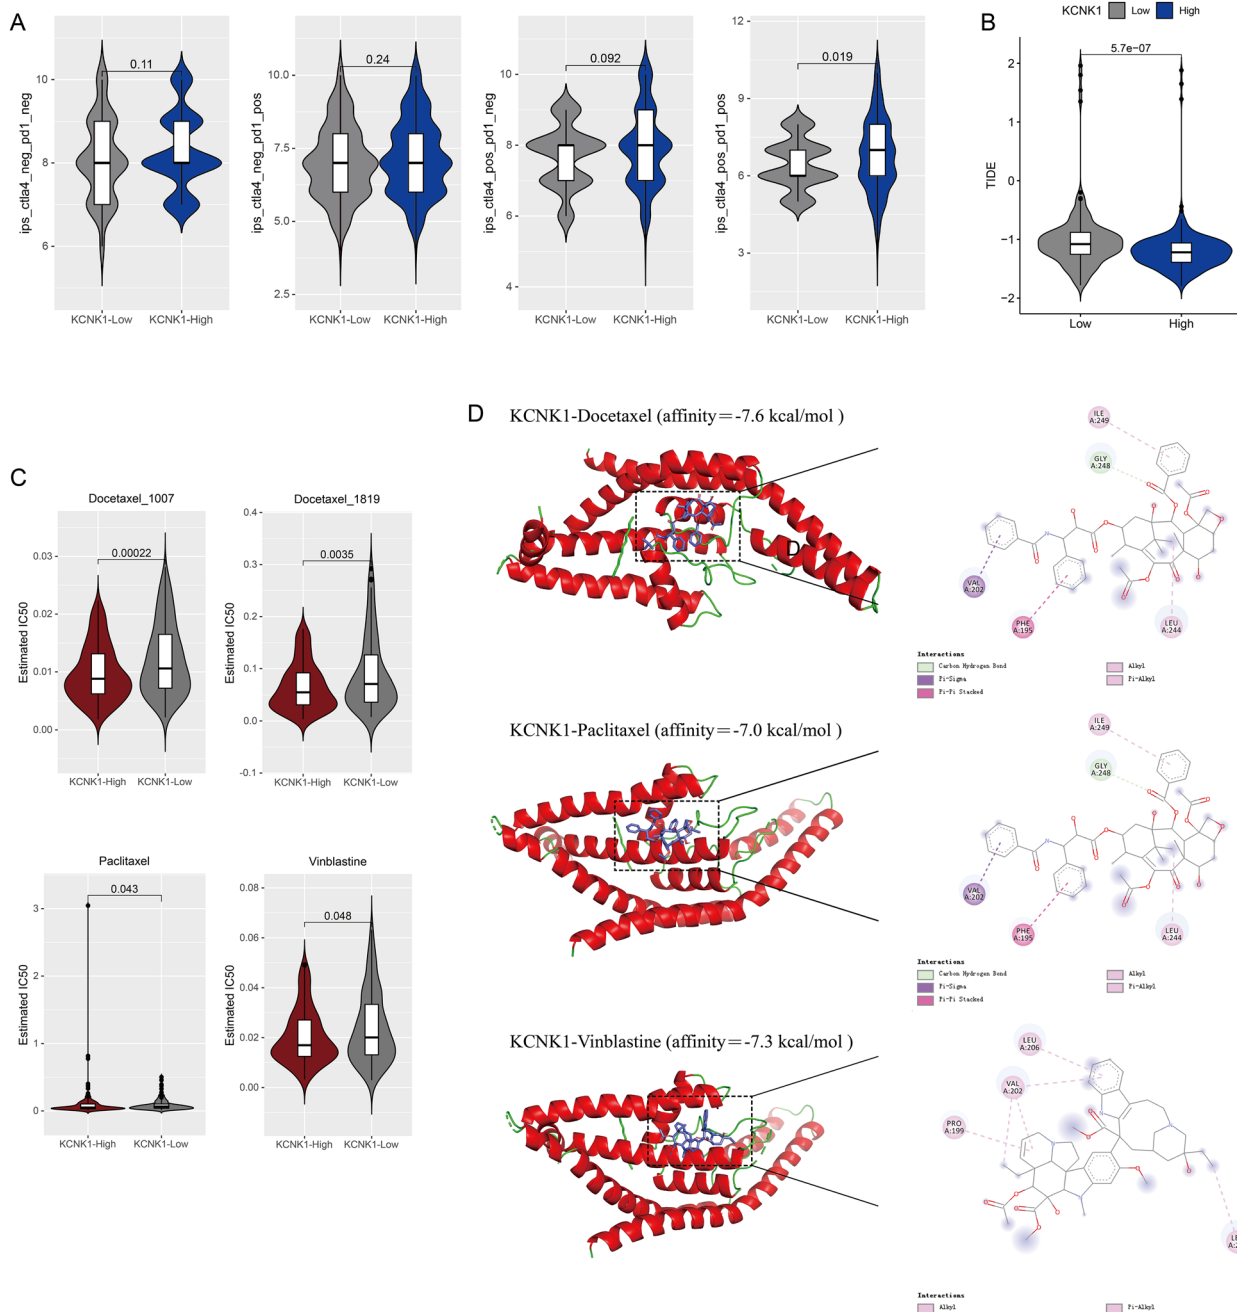 A
ips_ctla4_neg_pd1_neg
10
8
6
0.11
KCNK1-Low
KCNK1-High
ips_ctla4_neg_pd1_pos
10.0
7.5
5.0
2.5
0.24
KCNK1-Low
KCNK1-High
ips_ctla4_pos_pd1_neg
10
8
6
4
0.092
KCNK1-Low
KCNK1-High
ips_ctla4_pos_pd1_pos
12
9
6
3
0.019
KCNK1-Low
KCNK1-High
B
KCNK1 Low High
TIDE
2
1
0
−1
−2
5.7e−07
Low
High
C
Docetaxel_1007
Estimated IC50
0.03
0.02
0.01
0.00
0.00022
KCNK1-High
KCNK1-Low
Docetaxel_1819
Estimated IC50
0.4
0.3
0.2
0.1
0.0
-0.1
0.0035
KCNK1-High
KCNK1-Low
Paclitaxel
Estimated IC50
3
2
1
0
0.043
KCNK1-High
KCNK1-Low
Vinblastine
Estimated IC50
0.08
0.06
0.04
0.02
0.00
0.048
KCNK1-High
KCNK1-Low
D
KCNK1-Docetaxel (affinity＝-7.6 kcal/mol )
D
ILE
A:249
GLY
A:248
VAL
A:202
PHE
A:195
LEU
A:244
Interactions
Carbon Hydrogen Bond
Pi-Sigma
Pi-Pi Stacked
Alkyl
Pi-Alkyl
KCNK1-Paclitaxel (affinity＝-7.0 kcal/mol )
ILE
A:249
GLY
A:248
VAL
A:202
PHE
A:195
LEU
A:244
Interactions
Carbon Hydrogen Bond
Pi-Sigma
Pi-Pi Stacked
Alkyl
Pi-Alkyl
KCNK1-Vinblastine (affinity＝-7.3 kcal/mol )
LEU
A:206
VAL
A:202
PRO
A:199
Interactions
Alkyl
Pi-Alkyl